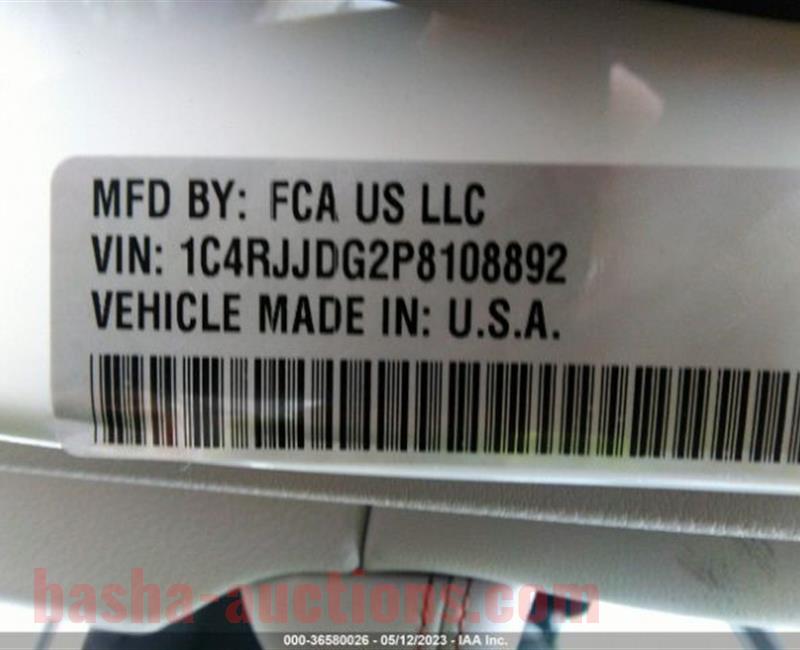 MFD BY: FCA US LLC
VIN: 1C4RJJDG2P8108892
VEHICLE MADE IN: U.S.A.
basha-auctions.com
000-36580026 - 05/12/2023 - IAA Inc.